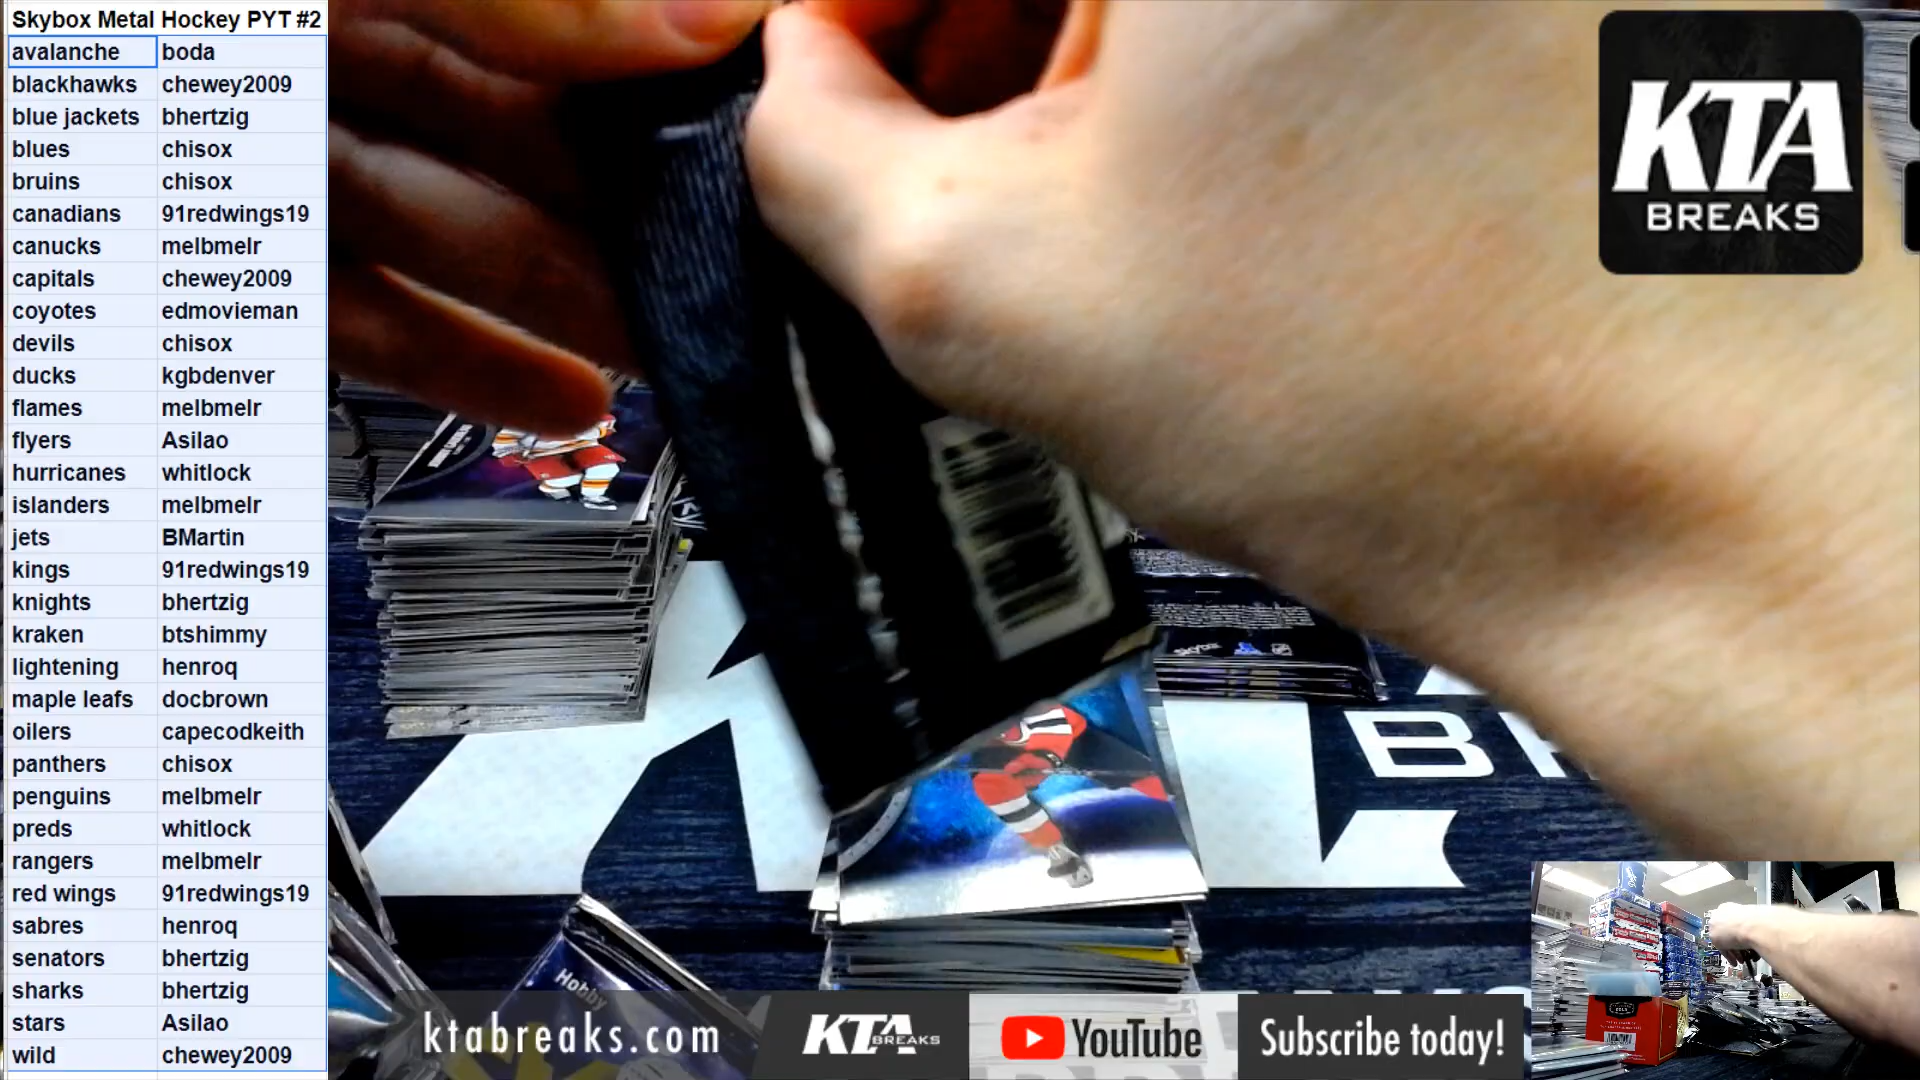 Skybox Metal Hockey PYT #2
avalanche boda
blackhawks chewey2009
blue jackets bhertzig
blues chisox
bruins chisox
canadians 91redwings19
canucks melbmelr
capitals chewey2009
coyotes edmovieman
devils chisox
ducks kgbdenver
flames melbmelr
flyers Asilao
hurricanes whitlock
islanders melbmelr
jets BMartin
kings 91redwings19
knights bhertzig
kraken btshimmy
lightening henroq
maple leafs docbrown
oilers capecodkeith
panthers chisox
penguins melbmelr
preds whitlock
rangers melbmelr
red wings 91redwings19
sabres henroq
senators bhertzig
sharks bhertzig
stars Asilao
wild chewey2009
KTA
BREAKS
Hobby
ktabreaks.com KTA BREAKS YouTube Subscribe today!